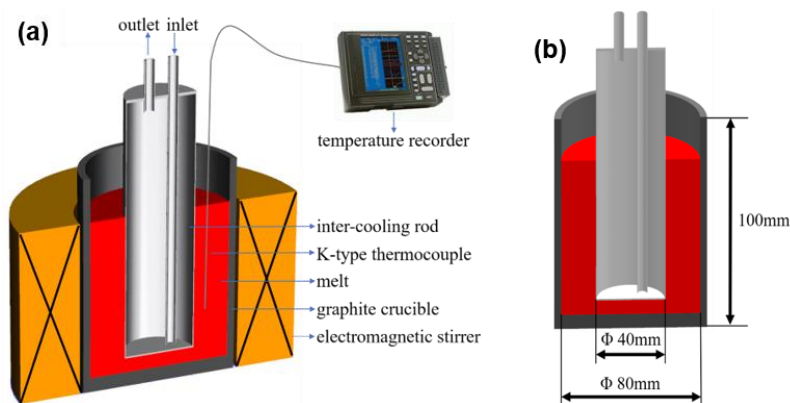 (a)
outlet inlet
temperature recorder
inter-cooling rod
K-type thermocouple
melt
graphite crucible
electromagnetic stirrer
(b)
100mm
Φ 40mm
Φ 80mm